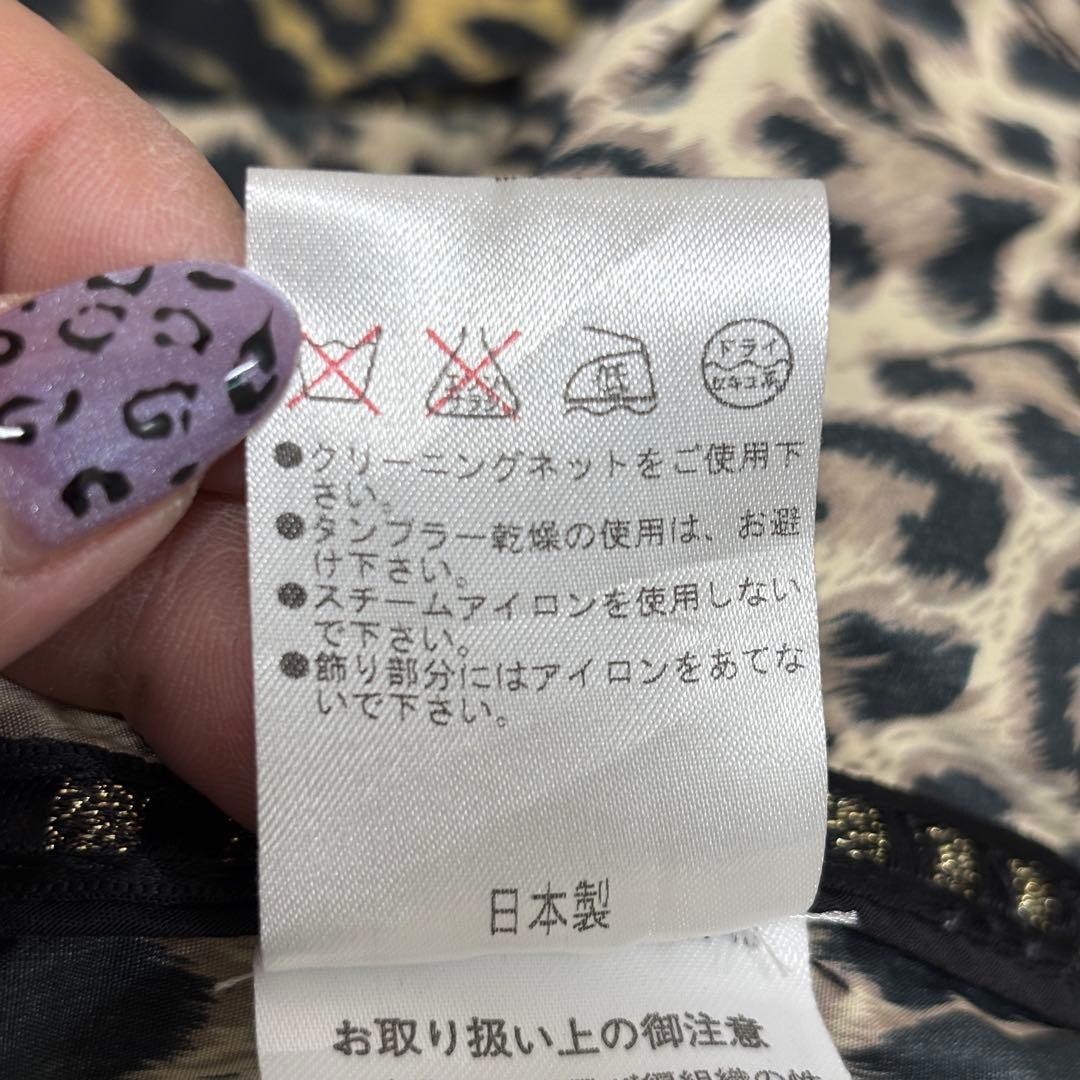 低
ドライ
セキユ系
●クリーニングネットをご使用下
さい。
●タンブラー乾燥の使用は、お避
け下さい。
●スチームアイロンを使用しない
で下さい。
●飾り部分にはアイロンをあてな
いで下さい。
日本製
お取り扱い上の御注意